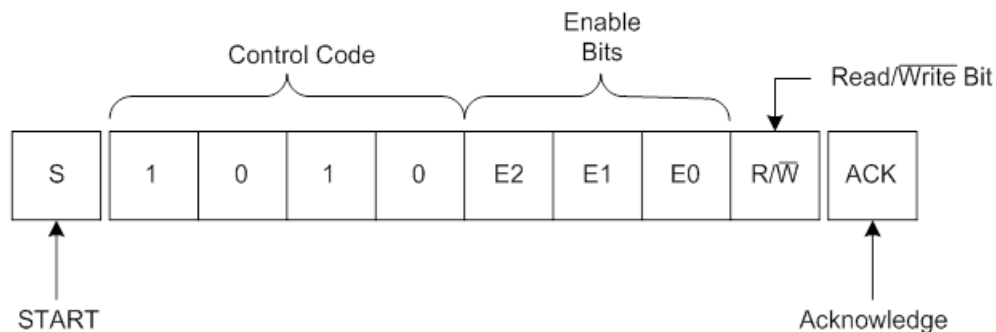 Enable
Bits
Control Code
Read/Write Bit
S 1 0 1 0 E2 E1 E0 R/W ACK
START Acknowledge